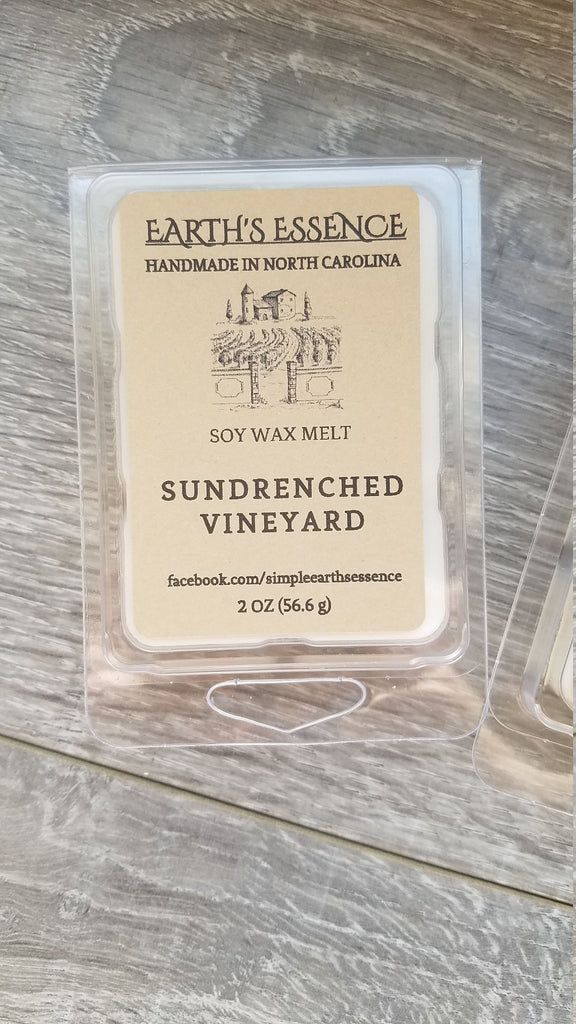 EARTH'S ESSENCE
HANDMADE IN NORTH CAROLINA
SOY WAX MELT
SUNDRENCHED
VINEYARD
facebook.com/simpleearthsessence
2 OZ (56.6 g)